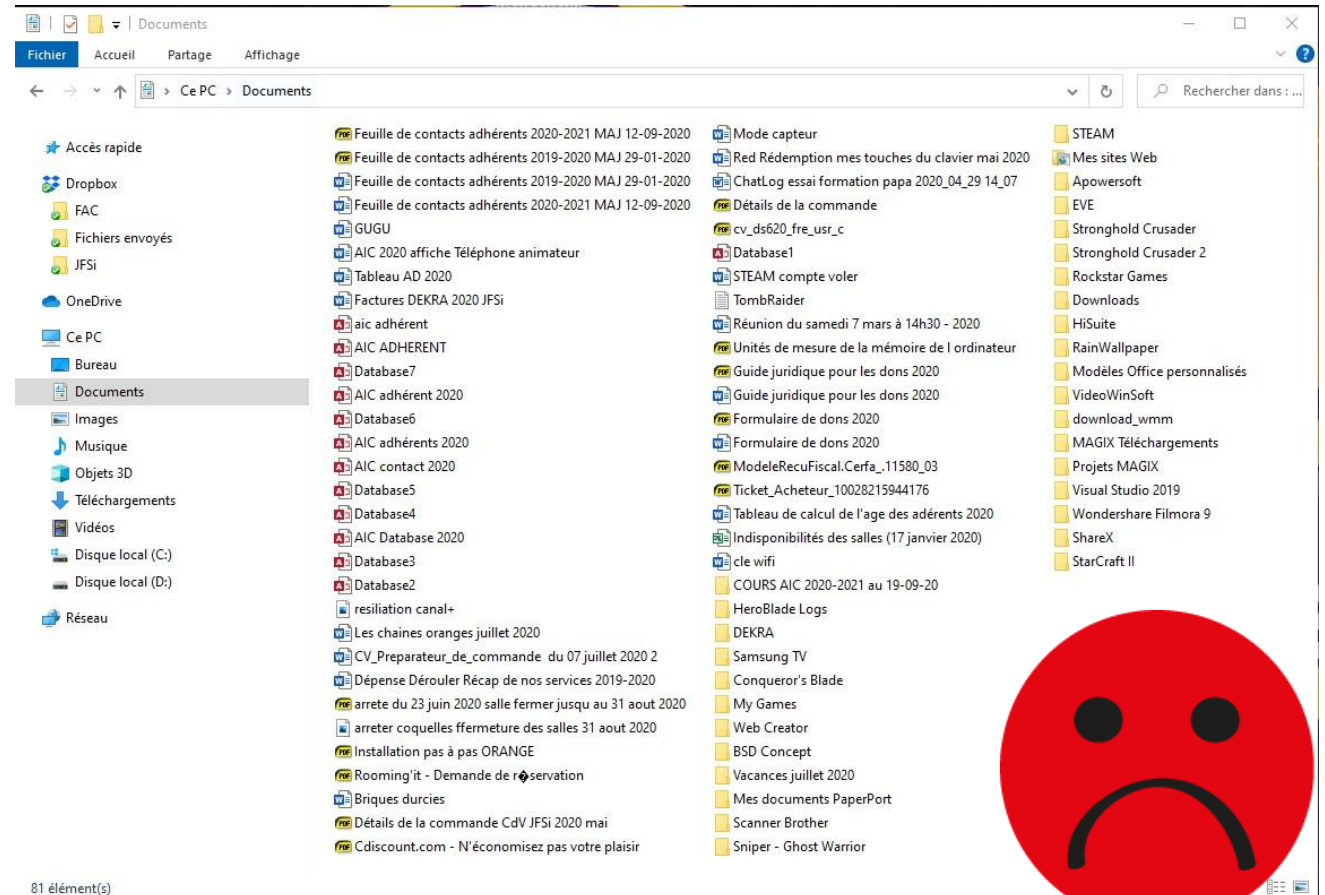 Documents
Fichier Accueil Partage Affichage
Ce PC > Documents
Rechercher dans : ...
Accès rapide
Dropbox
FAC
Fichiers envoyés
JFSi
OneDrive
Ce PC
Bureau
Documents
Images
Musique
Objets 3D
Téléchargements
Vidéos
Disque local (C:)
Disque local (D:)
Réseau
Feuille de contacts adhérents 2020-2021 MAJ 12-09-2020
Feuille de contacts adhérents 2019-2020 MAJ 29-01-2020
Feuille de contacts adhérents 2019-2020 MAJ 29-01-2020
Feuille de contacts adhérents 2020-2021 MAJ 12-09-2020
GUGU
AIC 2020 affiche Téléphone animateur
Tableau AD 2020
Factures DEKRA 2020 JFSi
aic adhérent
AIC ADHERENT
Database7
AIC adhérent 2020
Database6
AIC adhérents 2020
AIC contact 2020
Database5
Database4
AIC Database 2020
Database3
Database2
resiliation canal+
Les chaines oranges juillet 2020
CV_Preparateur_de_commande du 07 juillet 2020 2
Dépense Dérouler Récap de nos services 2019-2020
arrete du 23 juin 2020 salle fermer jusqu au 31 aout 2020
arreter coquelles ffermeture des salles 31 aout 2020
Installation pas à pas ORANGE
Rooming'it - Demande de r�servation
Briques durcies
Détails de la commande CdV JFSi 2020 mai
Cdiscount.com - N'économisez pas votre plaisir
Mode capteur
Red Rédemption mes touches du clavier mai 2020
ChatLog essai formation papa 2020_04_29 14_07
Détails de la commande
cv_ds620_fre_usr_c
Database1
STEAM compte voler
TombRaider
Réunion du samedi 7 mars à 14h30 - 2020
Unités de mesure de la mémoire de l ordinateur
Guide juridique pour les dons 2020
Guide juridique pour les dons 2020
Formulaire de dons 2020
Formulaire de dons 2020
ModeleRecuFiscal.Cerfa_.11580_03
Ticket_Acheteur_10028215944176
Tableau de calcul de l'age des adérents 2020
Indisponibilités des salles (17 janvier 2020)
cle wifi
COURS AIC 2020-2021 au 19-09-20
HeroBlade Logs
DEKRA
Samsung TV
Conqueror's Blade
My Games
Web Creator
BSD Concept
Vacances juillet 2020
Mes documents PaperPort
Scanner Brother
Sniper - Ghost Warrior
STEAM
Mes sites Web
Apowersoft
EVE
Stronghold Crusader
Stronghold Crusader 2
Rockstar Games
Downloads
HiSuite
RainWallpaper
Modèles Office personnalisés
VideoWinSoft
download_wmm
MAGIX Téléchargements
Projets MAGIX
Visual Studio 2019
Wondershare Filmora 9
ShareX
StarCraft II
81 élément(s)